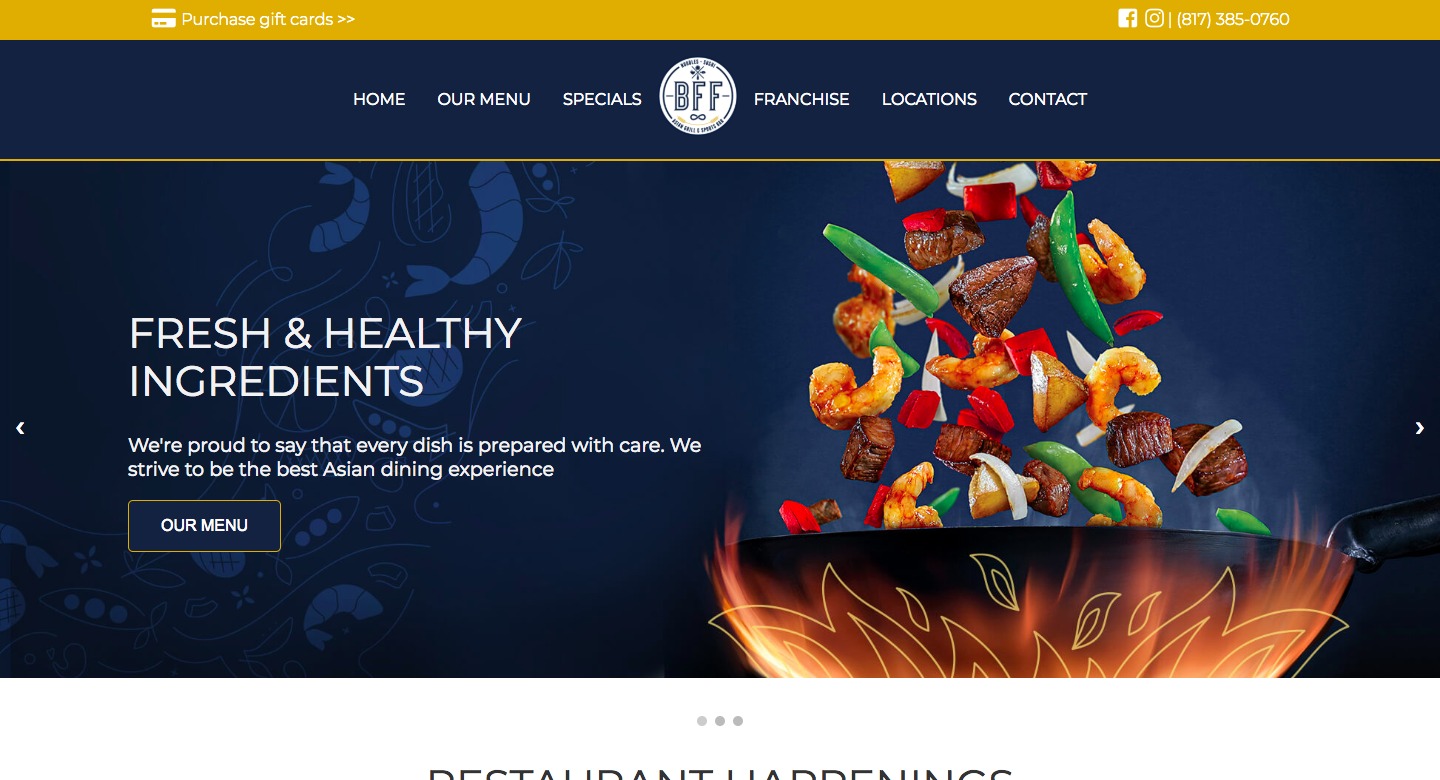 Purchase gift cards >>
| (817) 385-0760
HOME OUR MENU SPECIALS FRANCHISE LOCATIONS CONTACT
NOODLES · SUSHI
BFF
ASIAN GRILL & SPORTS BAR
FRESH & HEALTHY
INGREDIENTS
We're proud to say that every dish is prepared with care. We
strive to be the best Asian dining experience
OUR MENU
‹ ›
RESTAURANT HAPPENINGS